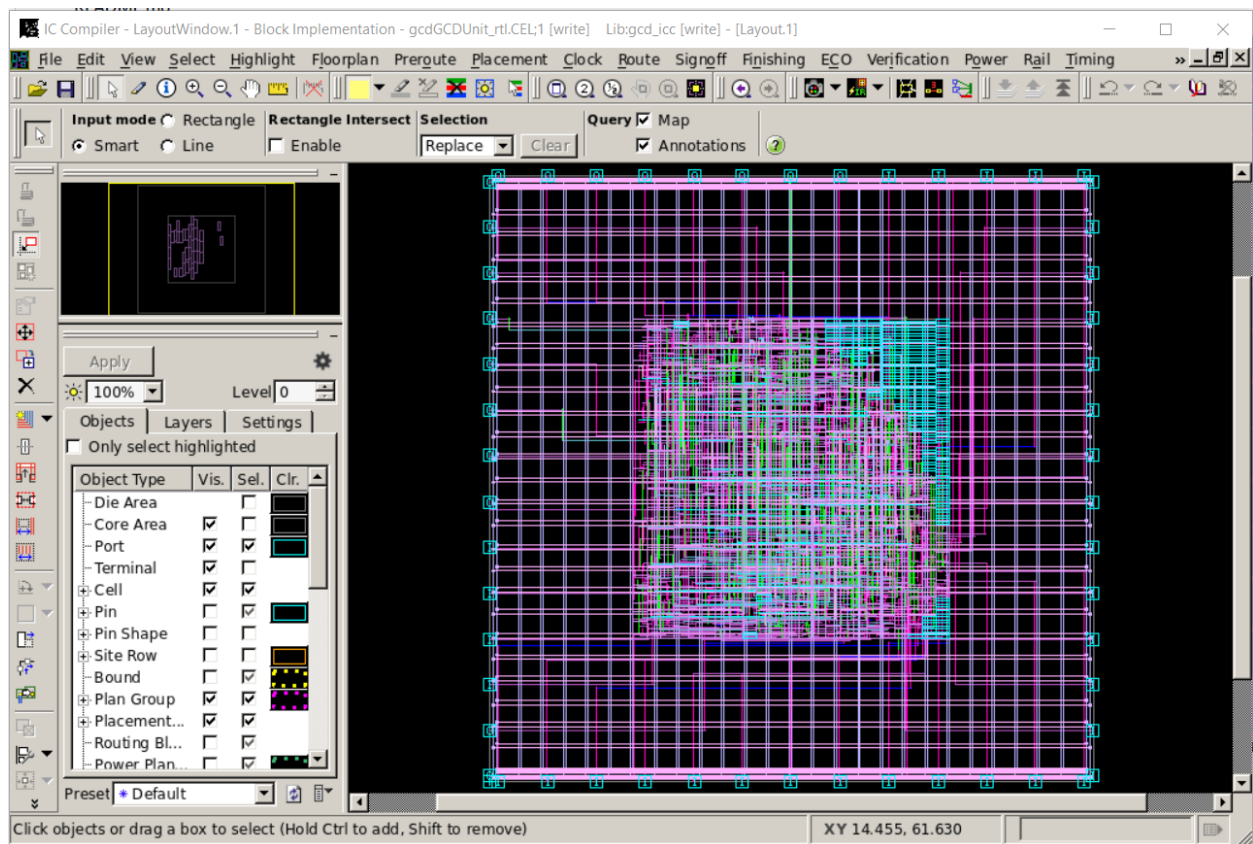 IC Compiler - LayoutWindow.1 - Block Implementation - gcdGCDUnit_rtl.CEL;1 [write]    Lib:gcd_icc [write] - [Layout.1]
File Edit View Select Highlight Floorplan Preroute Placement Clock Route Signoff Finishing ECO Verification Power Rail Timing »
Input mode Rectangle Rectangle Intersect Selection Query Map
Smart Line Enable Replace Clear Annotations
Apply
100% Level 0
Objects Layers Settings
Only select highlighted
Object Type Vis. Sel. Clr.
Die Area
Core Area
Port
Terminal
Cell
Pin
Pin Shape
Site Row
Bound
Plan Group
Placement...
Routing Bl...
Power Plan...
Preset Default
Click objects or drag a box to select (Hold Ctrl to add, Shift to remove) XY 14.455, 61.630